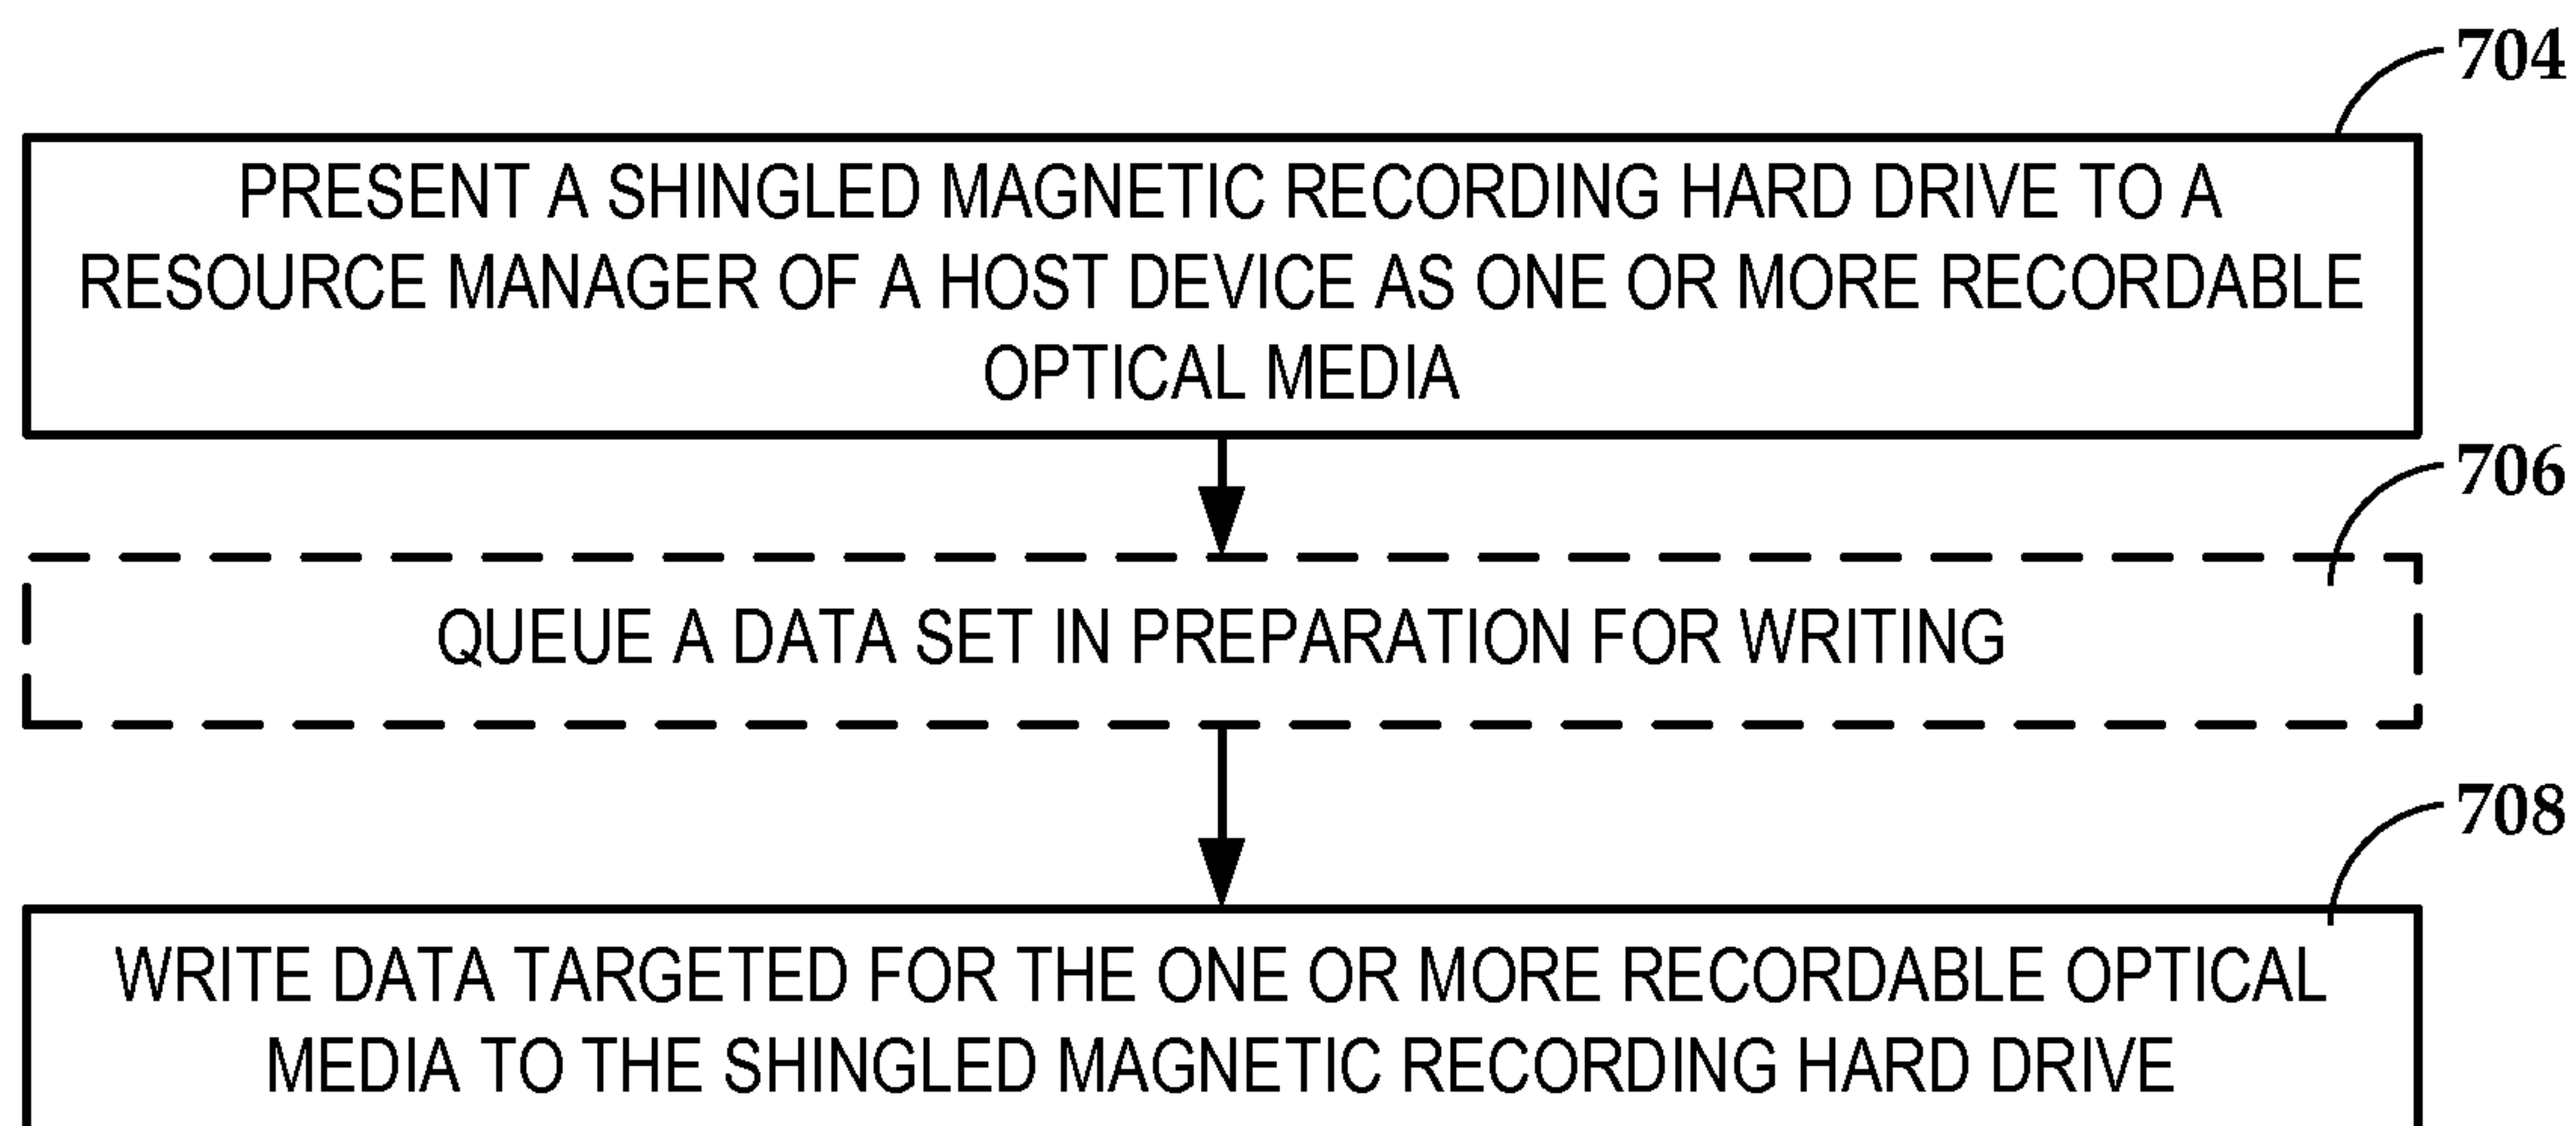 704
PRESENT A SHINGLED MAGNETIC RECORDING HARD DRIVE TO A
RESOURCE MANAGER OF A HOST DEVICE AS ONE OR MORE RECORDABLE
OPTICAL MEDIA
706
QUEUE A DATA SET IN PREPARATION FOR WRITING
708
WRITE DATA TARGETED FOR THE ONE OR MORE RECORDABLE OPTICAL
MEDIA TO THE SHINGLED MAGNETIC RECORDING HARD DRIVE